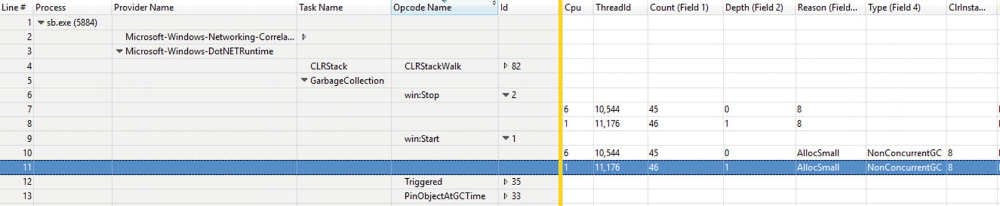 Line # Process Provider Name Task Name Opcode Name 0 Id Cpu ThreadId Count (Field 1) Depth (Field 2) Reason (Field... Type (Field 4) ClrInsta...
1 sb.exe (5884)
2 Microsoft-Windows-Networking-Correla...
3 Microsoft-Windows-DotNETRuntime
4 CLRStack CLRStackWalk 82
5 GarbageCollection
6 win:Stop 2
7 6 10,544 45 0 8
8 1 11,176 46 1 8
9 win:Start 1
10 6 10,544 45 0 AllocSmall NonConcurrentGC 8
11 1 11,176 46 1 AllocSmall NonConcurrentGC 8
12 Triggered 35
13 PinObjectAtGCTime 33